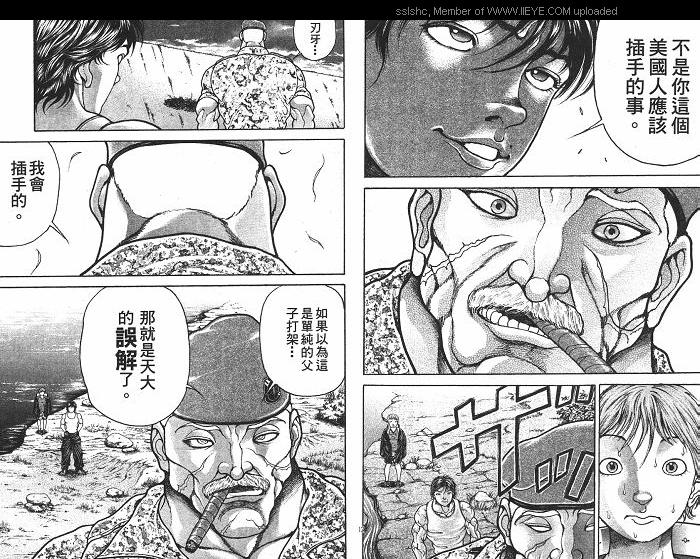 sslshc, Member of WWW.IIEYE.COM uploaded
不是你這個
美國人應該
插手的事。
刃牙…
我會
插手的。
如果以為這
是單純的父
子打架…
那就是天大
的誤解了。